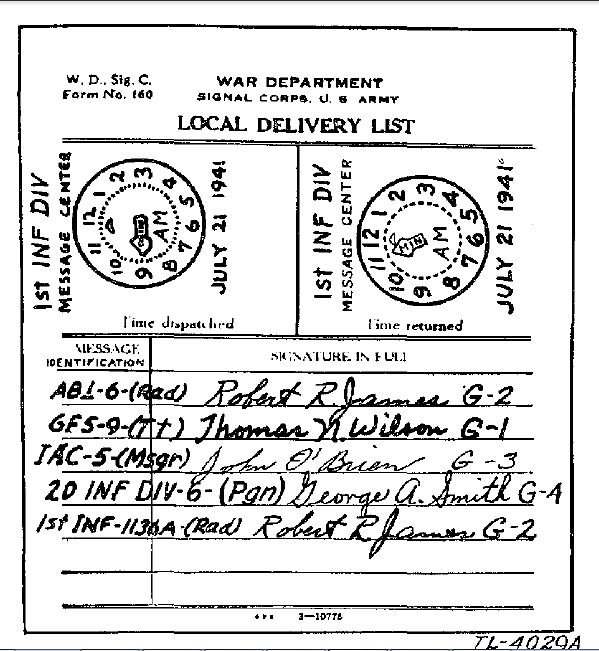 W. D., Sig. C.
Form No. 160
WAR DEPARTMENT
SIGNAL CORPS, U. S. ARMY
LOCAL DELIVERY LIST
1st INF DIV
MESSAGE CENTER
1 2 3 4 5 6 7 8 9 10 11 12
AM
JULY 21 1941
Time dispatched
1st INF DIV
MESSAGE CENTER
1 2 3 4 5 6 7 8 9 10 11 12
MIN
AM
JULY 21 1941
Time returned
MESSAGE IDENTIFICATION
SIGNATURE IN FULL
AB1-6-(Rad) Robert R James G-2
GF5-9-(Tt) Thomas N Wilson G-1
IAC-5-(Msgr) John O'Brien G-3
2D INF DIV-6-(Pgn) George A. Smith G-4
1st INF-1136A-(Rad) Robert R James G-2
3—10775
TL-4029A